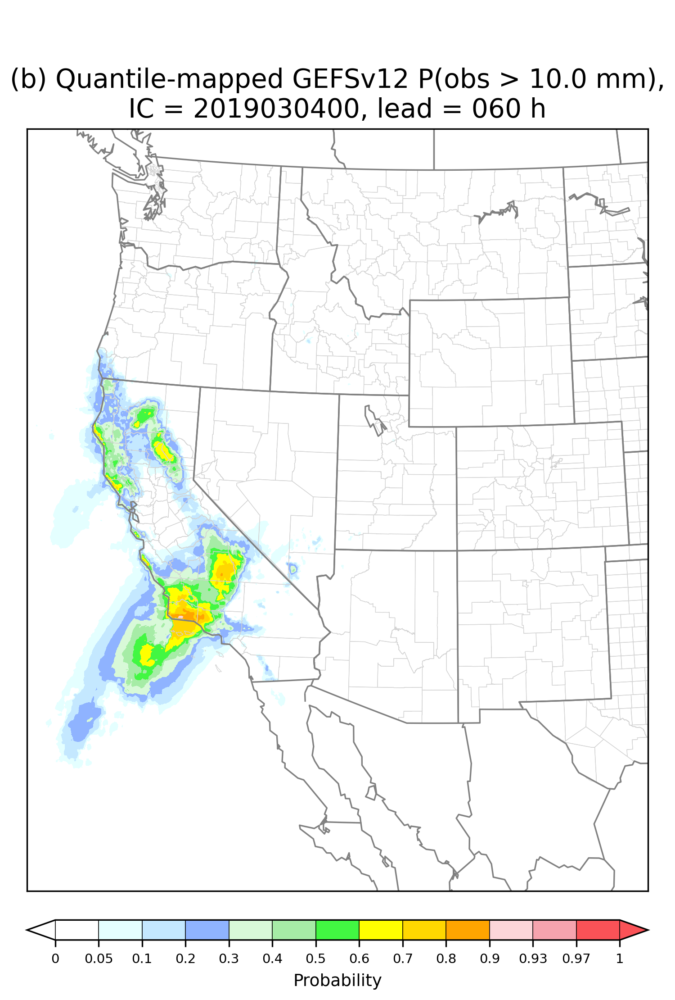 (b) Quantile-mapped GEFSv12 P(obs > 10.0 mm),
IC = 2019030400, lead = 060 h
0 0.05 0.1 0.2 0.3 0.4 0.5 0.6 0.7 0.8 0.9 0.93 0.97 1
Probability